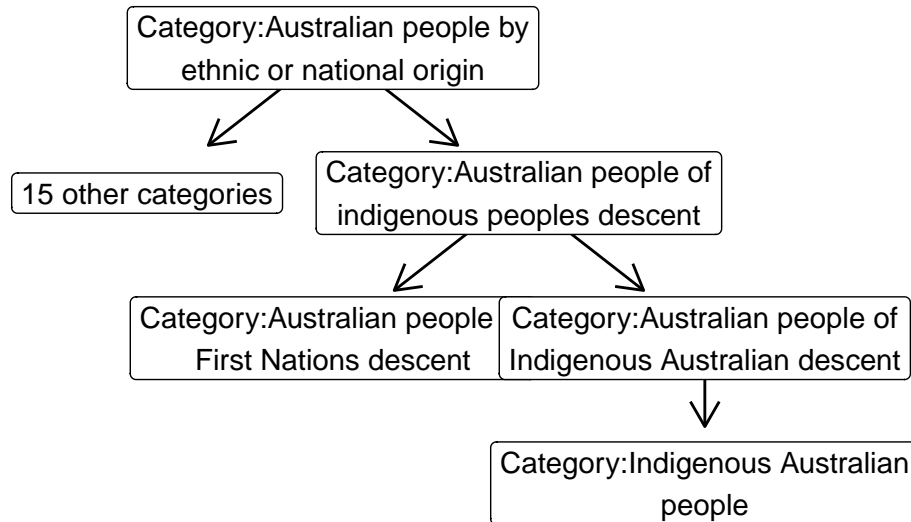 Category:Australian people by
ethnic or national origin
15 other categories
Category:Australian people of
indigenous peoples descent
Category:Australian people
First Nations descent
Category:Australian people of
Indigenous Australian descent
Category:Indigenous Australian
people